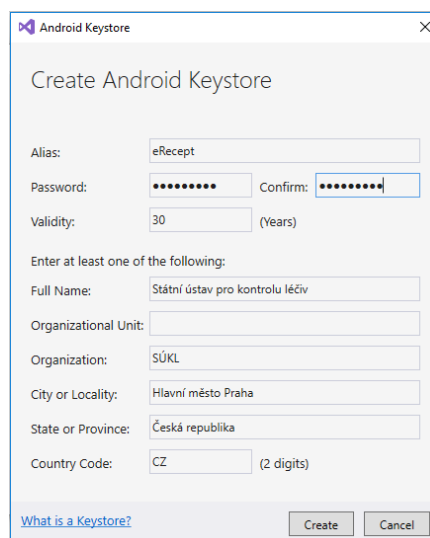 Android Keystore
Create Android Keystore
Alias: eRecept
Password: ●●●●●●●●● Confirm: ●●●●●●●●●
Validity: 30 (Years)
Enter at least one of the following:
Full Name: Státní ústav pro kontrolu léčiv
Organizational Unit:
Organization: SÚKL
City or Locality: Hlavní město Praha
State or Province: Česká republika
Country Code: CZ (2 digits)
What is a Keystore? Create Cancel